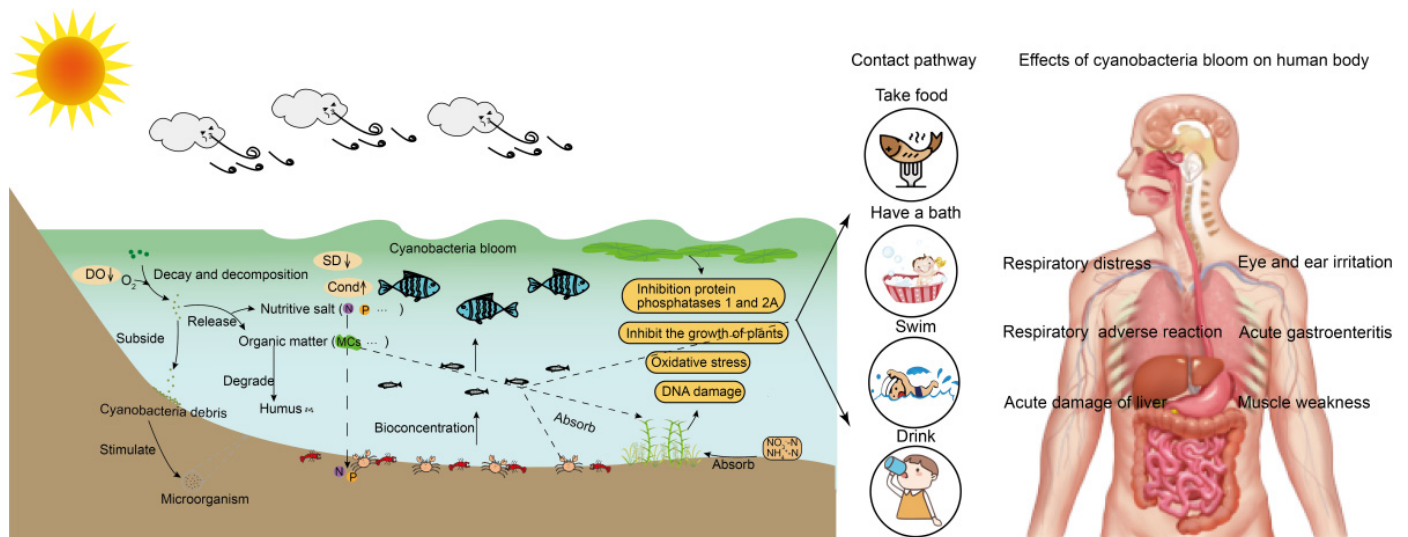 Contact pathway
Effects of cyanobacteria bloom on human body
Take food
Have a bath
Swim
Drink
Cyanobacteria bloom
SD↓
DO↓
O₂
Decay and decomposition
Cond↑
Nutritive salt (N P ... )
Release
Subside
Organic matter (MCs ... )
Degrade
Cyanobacteria debris
Humus
Stimulate
Microorganism
Bioconcentration
Absorb
N
P
Inhibition protein
phosphatases 1 and 2A
Inhibit the growth of plants
Oxidative stress
DNA damage
Absorb
NO₃⁻-N
NH₄⁺-N
Respiratory distress
Eye and ear irritation
Respiratory adverse reaction
Acute gastroenteritis
Acute damage of liver
Muscle weakness